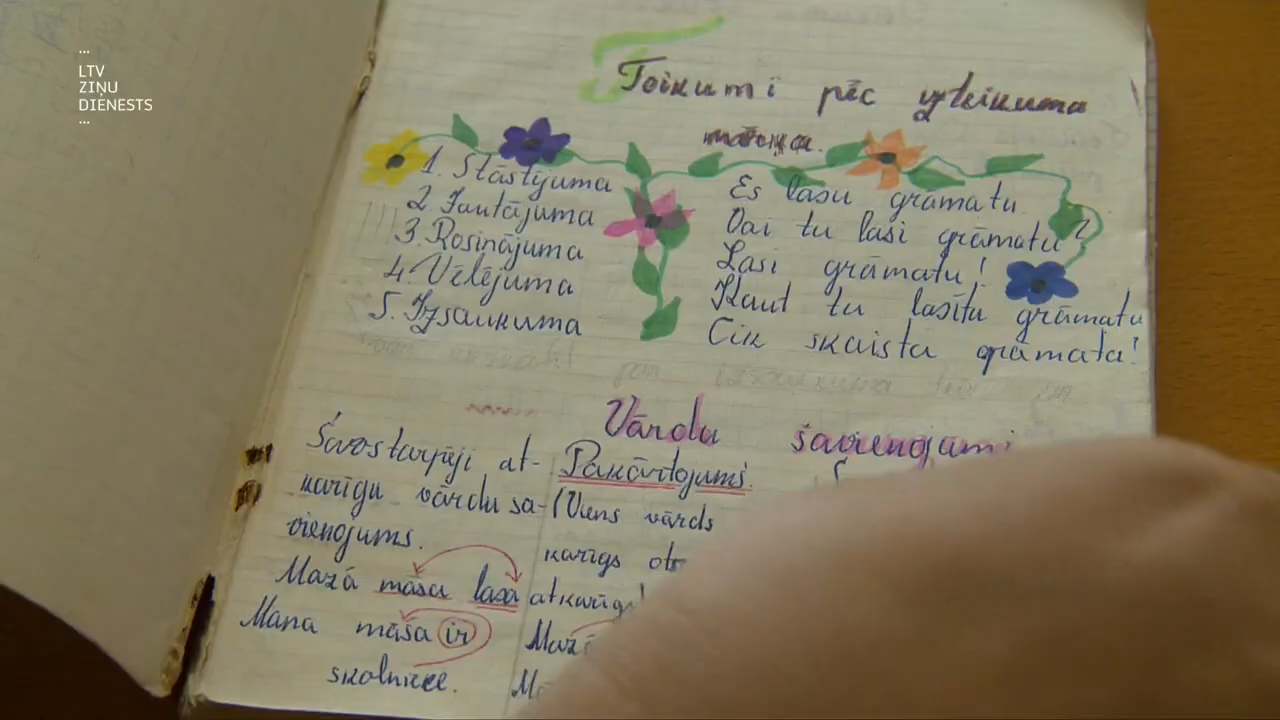 ...
LTV
ZIŅU
DIENESTS
...
Teikumi pēc izteikuma
mērķa.
1. Stāstījuma
Es lasu grāmatu
2. Jautājuma
Vai tu lasi grāmatu?
3. Rosinājuma
Lasi grāmatu!
4. Vēlējuma
Kaut tu lasītu grāmatu
5. Izsaukuma
Cik skaista grāmata!
Vārdu savienojumi
Savstarpēji at-
karīgu vārdu sa-
vienojums.
Mazā māsa lasa
Mana māsa ir
skolniece.
Pakārtojums.
(Viens vārds
karīgs otr
atkarīgs
Maz
M